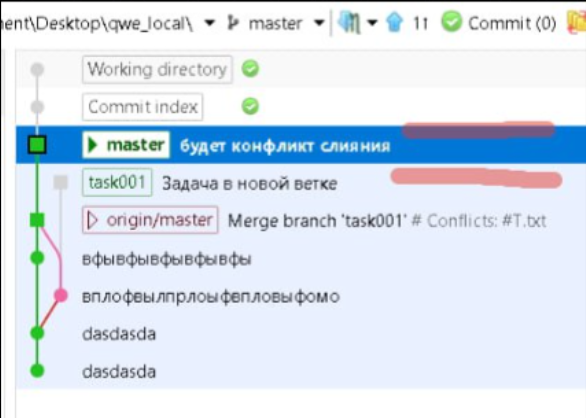 ent\Desktop\qwe_local\ master 11 Commit (0)
Working directory
Commit index
master будет конфликт слияния
task001 Задача в новой ветке
origin/master Merge branch 'task001' # Conflicts: #T.txt
вфывфывфывфывфы
вплофвылпрлоыфвпловыфомо
dasdasda
dasdasda